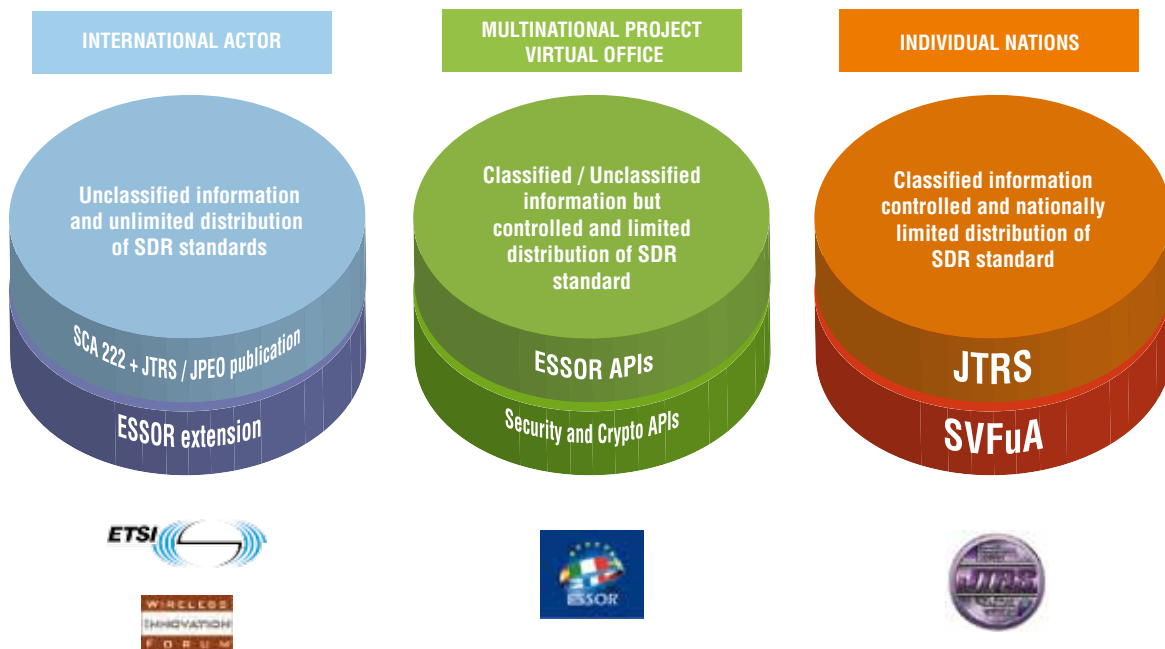 INTERNATIONAL ACTOR
Unclassified information
and unlimited distribution
of SDR standards
SCA 222 + JTRS / JPEO publication
ESSOR extension
ETSI
WIRELESS
INNOVATION
FORUM
MULTINATIONAL PROJECT
VIRTUAL OFFICE
Classified / Unclassified
information but
controlled and limited
distribution of SDR
standard
ESSOR APIs
Security and Crypto APIs
ESSOR
INDIVIDUAL NATIONS
Classified information
controlled and nationally
limited distribution of
SDR standard
JTRS
SVFuA
JTRS